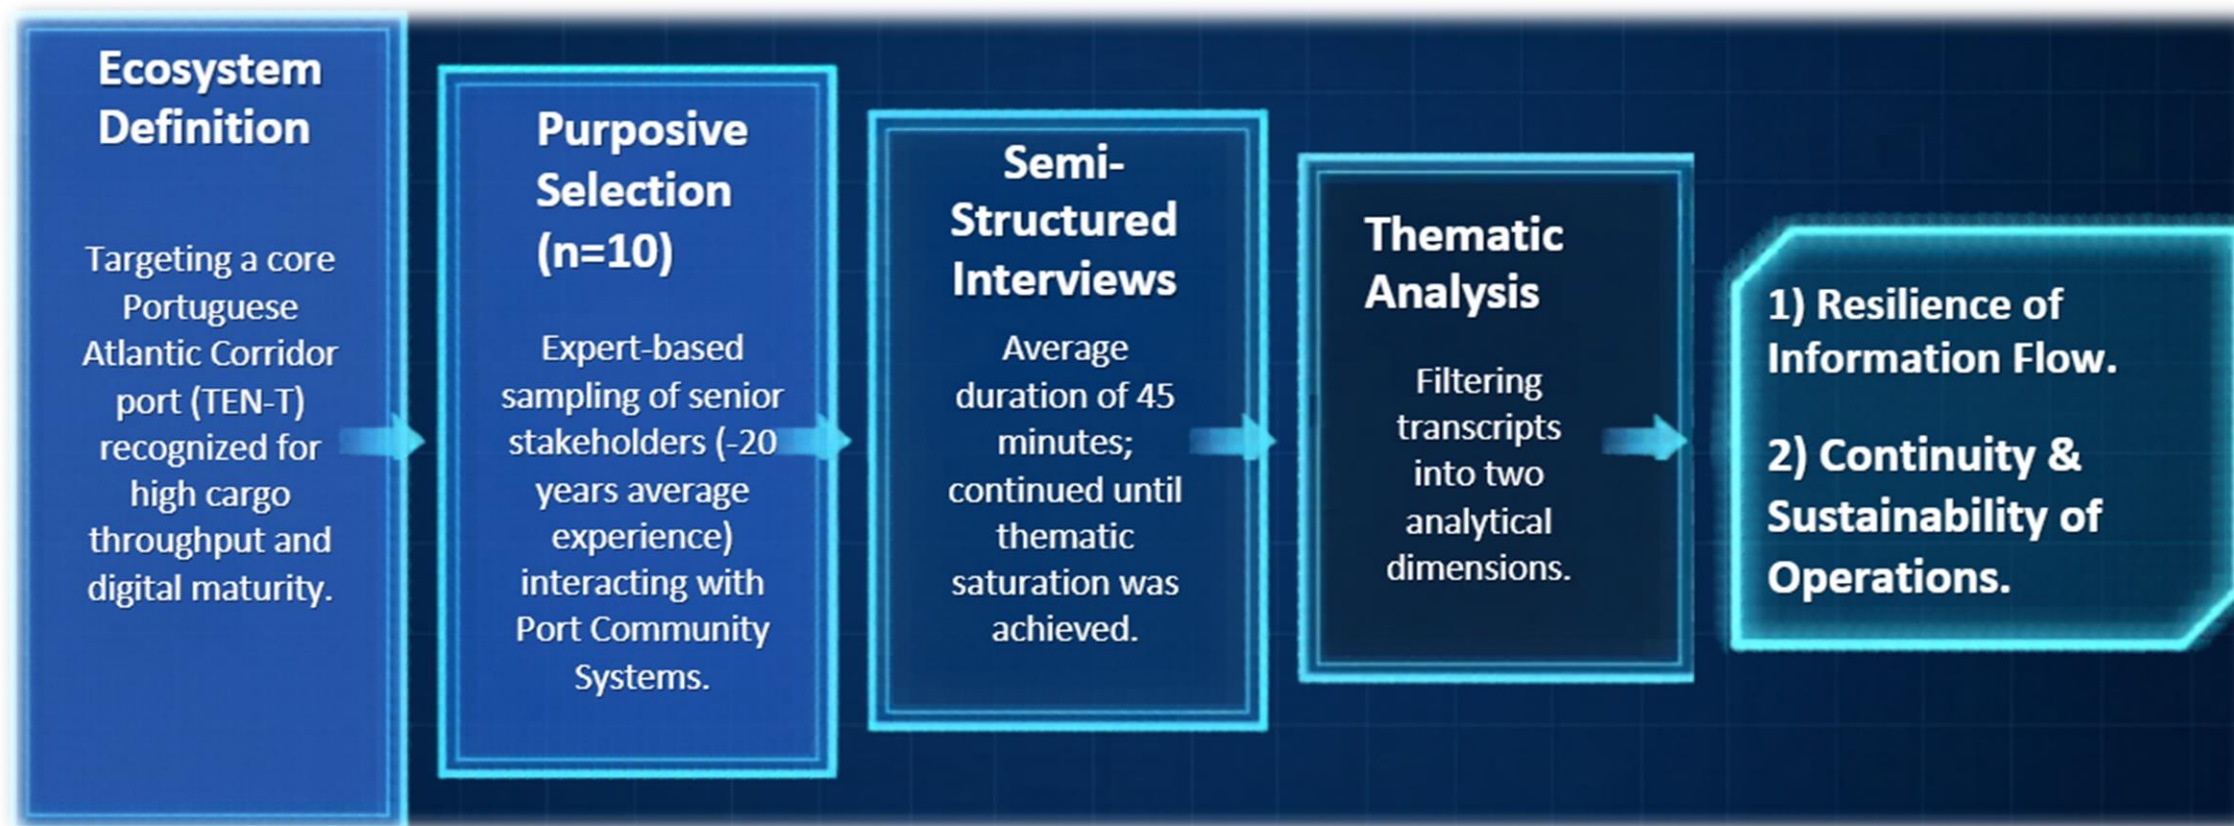 Ecosystem
Definition
Targeting a core
Portuguese
Atlantic Corridor
port (TEN-T)
recognized for
high cargo
throughput and
digital maturity.
Purposive
Selection
(n=10)
Expert-based
sampling of senior
stakeholders (-20
years average
experience)
interacting with
Port Community
Systems.
Semi-
Structured
Interviews
Average
duration of 45
minutes;
continued until
thematic
saturation was
achieved.
Thematic
Analysis
Filtering
transcripts
into two
analytical
dimensions.
1) Resilience of
Information Flow.
2) Continuity &
Sustainability of
Operations.